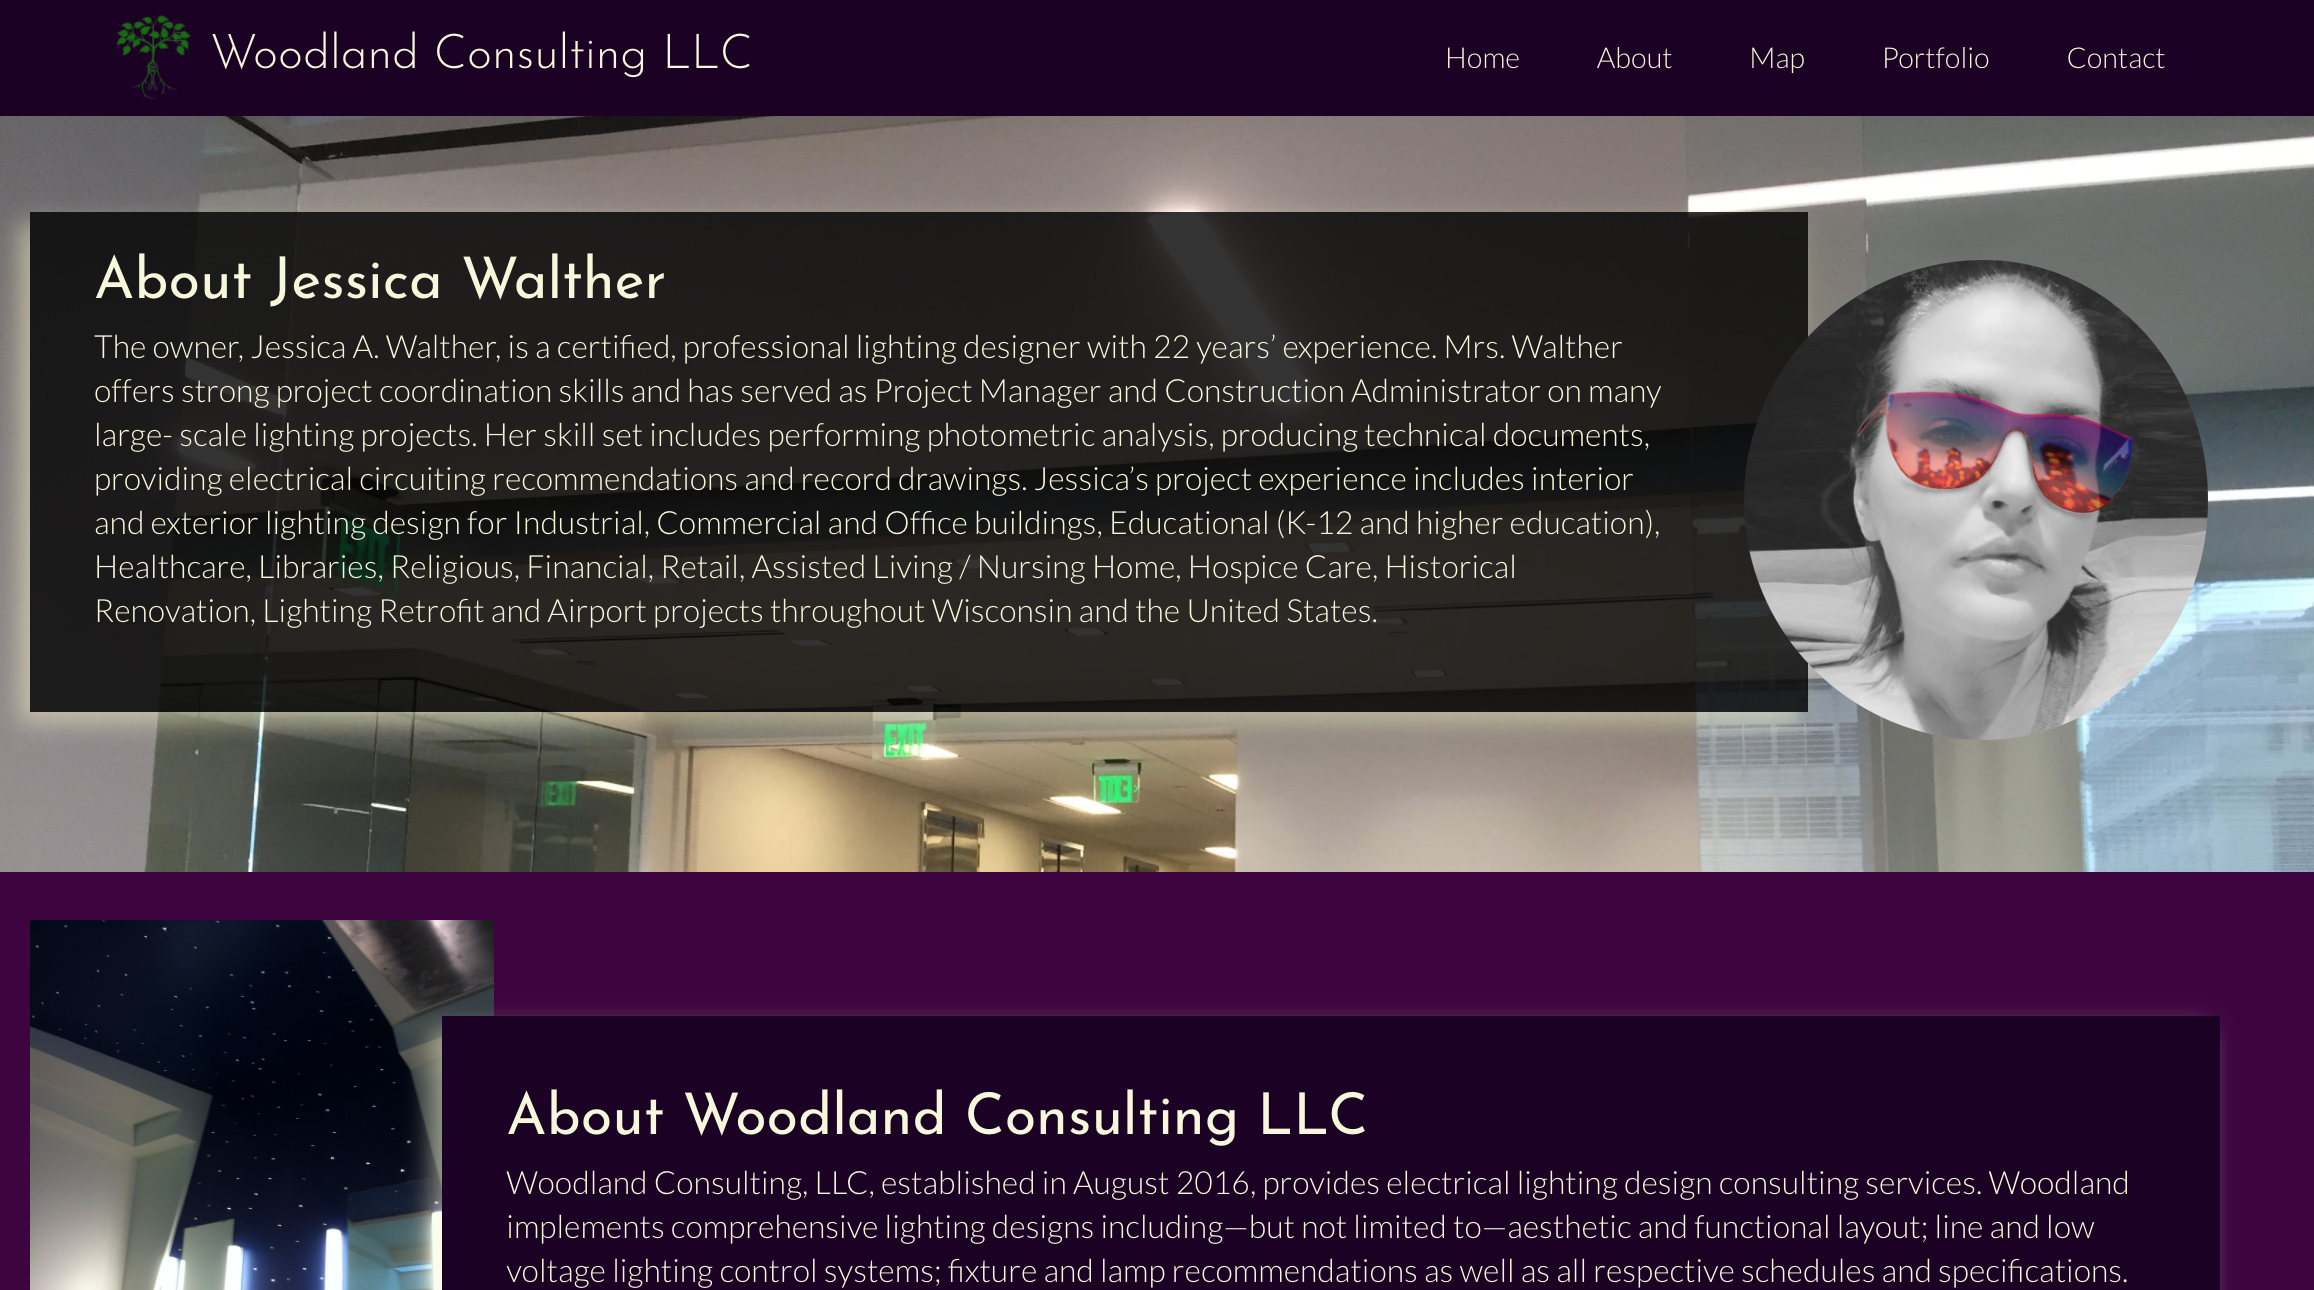 Woodland Consulting LLC
Home
About
Map
Portfolio
Contact
About Jessica Walther
The owner, Jessica A. Walther, is a certified, professional lighting designer with 22 years’ experience. Mrs. Walther
offers strong project coordination skills and has served as Project Manager and Construction Administrator on many
large- scale lighting projects. Her skill set includes performing photometric analysis, producing technical documents,
providing electrical circuiting recommendations and record drawings. Jessica’s project experience includes interior
and exterior lighting design for Industrial, Commercial and Office buildings, Educational (K-12 and higher education),
Healthcare, Libraries, Religious, Financial, Retail, Assisted Living / Nursing Home, Hospice Care, Historical
Renovation, Lighting Retrofit and Airport projects throughout Wisconsin and the United States.
EXIT
EXIT
EXIT
About Woodland Consulting LLC
Woodland Consulting, LLC, established in August 2016, provides electrical lighting design consulting services. Woodland
implements comprehensive lighting designs including—but not limited to—aesthetic and functional layout; line and low
voltage lighting control systems; fixture and lamp recommendations as well as all respective schedules and specifications.